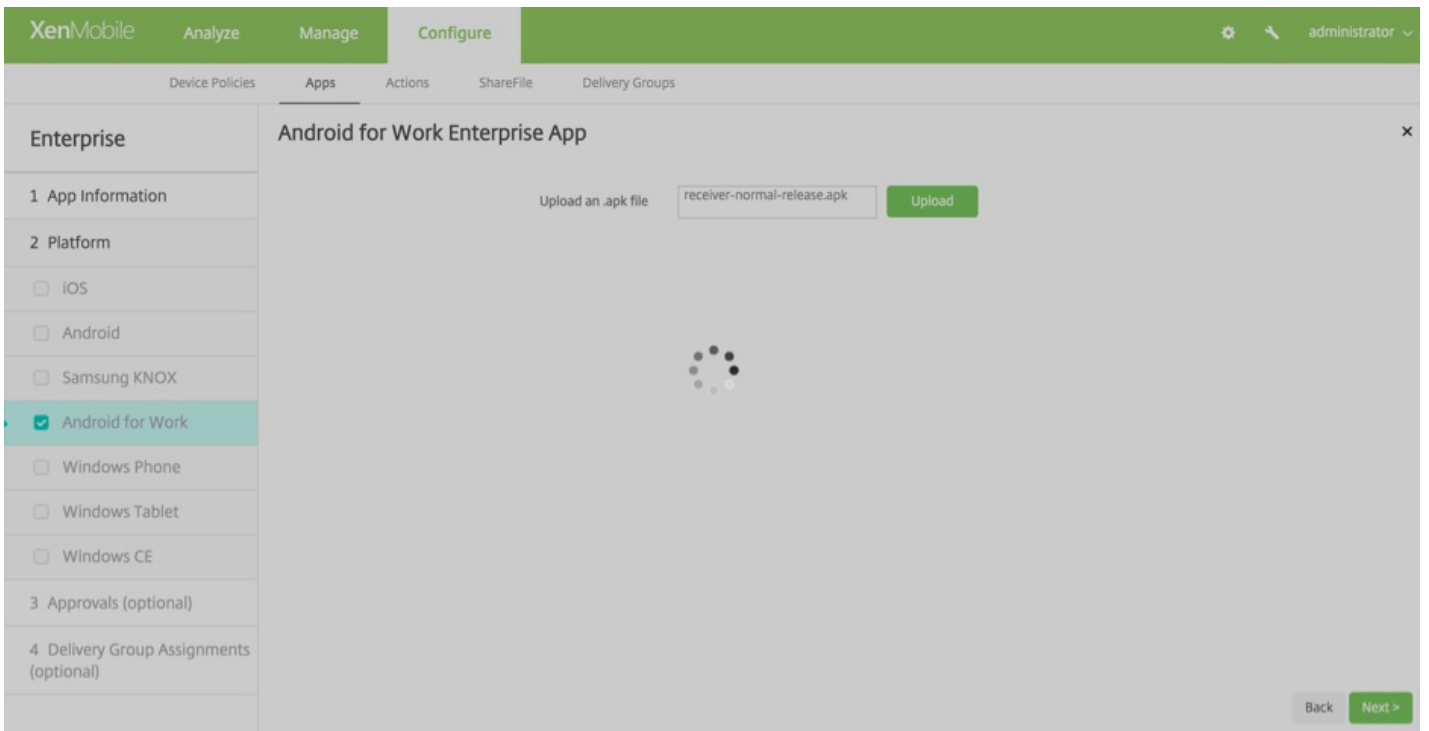 XenMobile Analyze Manage Configure administrator
Device Policies Apps Actions ShareFile Delivery Groups
Enterprise
1 App Information
2 Platform
iOS
Android
Samsung KNOX
Android for Work
Windows Phone
Windows Tablet
Windows CE
3 Approvals (optional)
4 Delivery Group Assignments
(optional)
Android for Work Enterprise App
Upload an .apk file receiver-normal-release.apk Upload
Back Next >